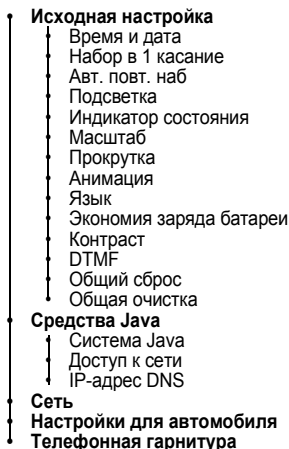 Исходная настройка
Время и дата
Набор в 1 касание
Авт. повт. наб
Подсветка
Индикатор состояния
Масштаб
Прокрутка
Анимация
Язык
Экономия заряда батареи
Контраст
DTMF
Общий сброс
Общая очистка
Средства Java
Система Java
Доступ к сети
IP-адрес DNS
Сеть
Настройки для автомобиля
Телефонная гарнитура